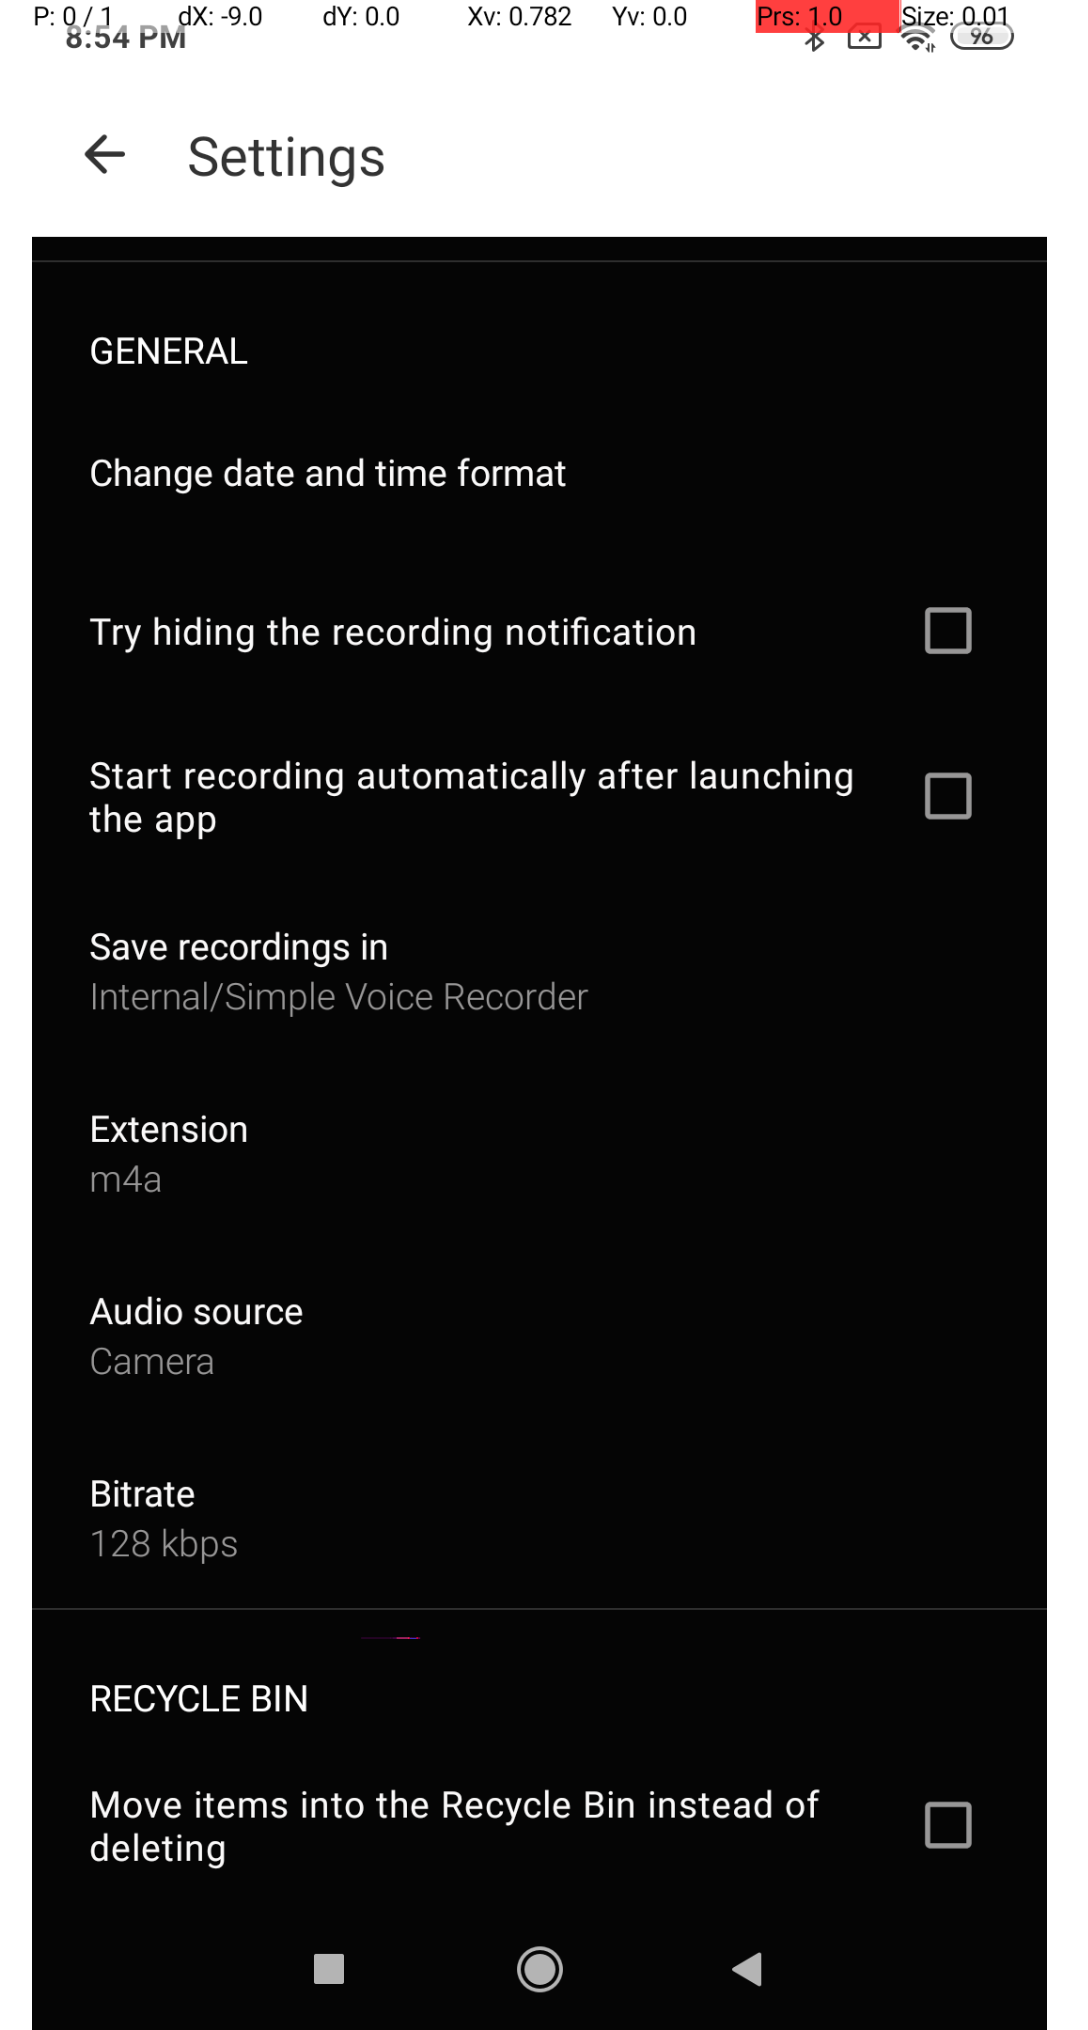 P: 0 / 1 dX: -9.0 dY: 0.0 Xv: 0.782 Yv: 0.0 Prs: 1.0 Size: 0.01
8:54 PM 96
Settings
GENERAL
Change date and time format
Try hiding the recording notification
Start recording automatically after launching
the app
Save recordings in
Internal/Simple Voice Recorder
Extension
m4a
Audio source
Camera
Bitrate
128 kbps
RECYCLE BIN
Move items into the Recycle Bin instead of
deleting